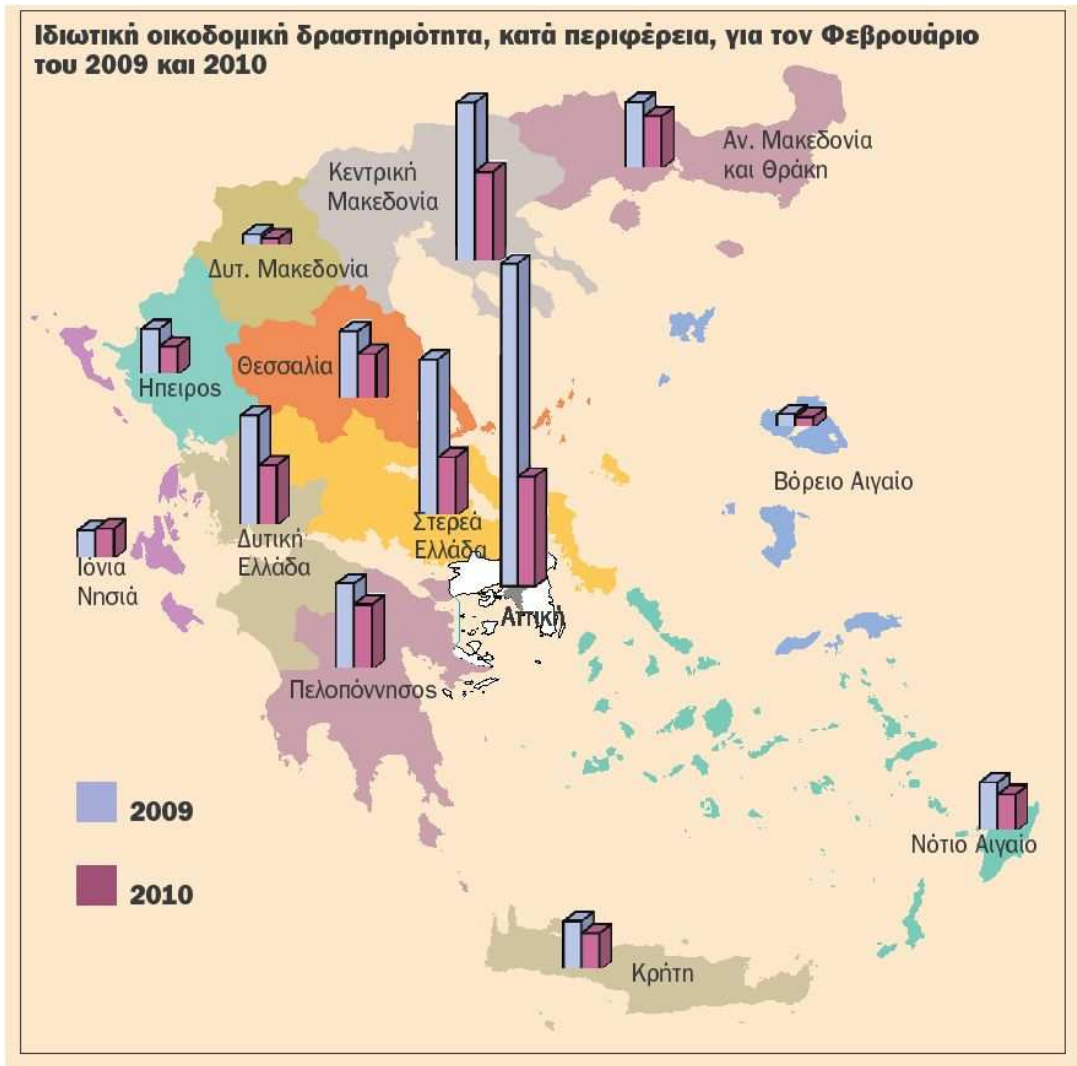 Ιδιωτική οικοδομική δραστηριότητα, κατά περιφέρεια, για τον Φεβρουάριο
του 2009 και 2010
Αν. Μακεδονία
και Θράκη
Κεντρική
Μακεδονία
Δυτ. Μακεδονία
Θεσσαλία
Ηπειρος
Βόρειο Αιγαίο
Στερεά
Ελλάδα
Δυτική
Ελλάδα
Ιόνια
Νησιά
Αττική
Πελοπόννησος
2009
2010
Νότιο Αιγαίο
Κρήτη